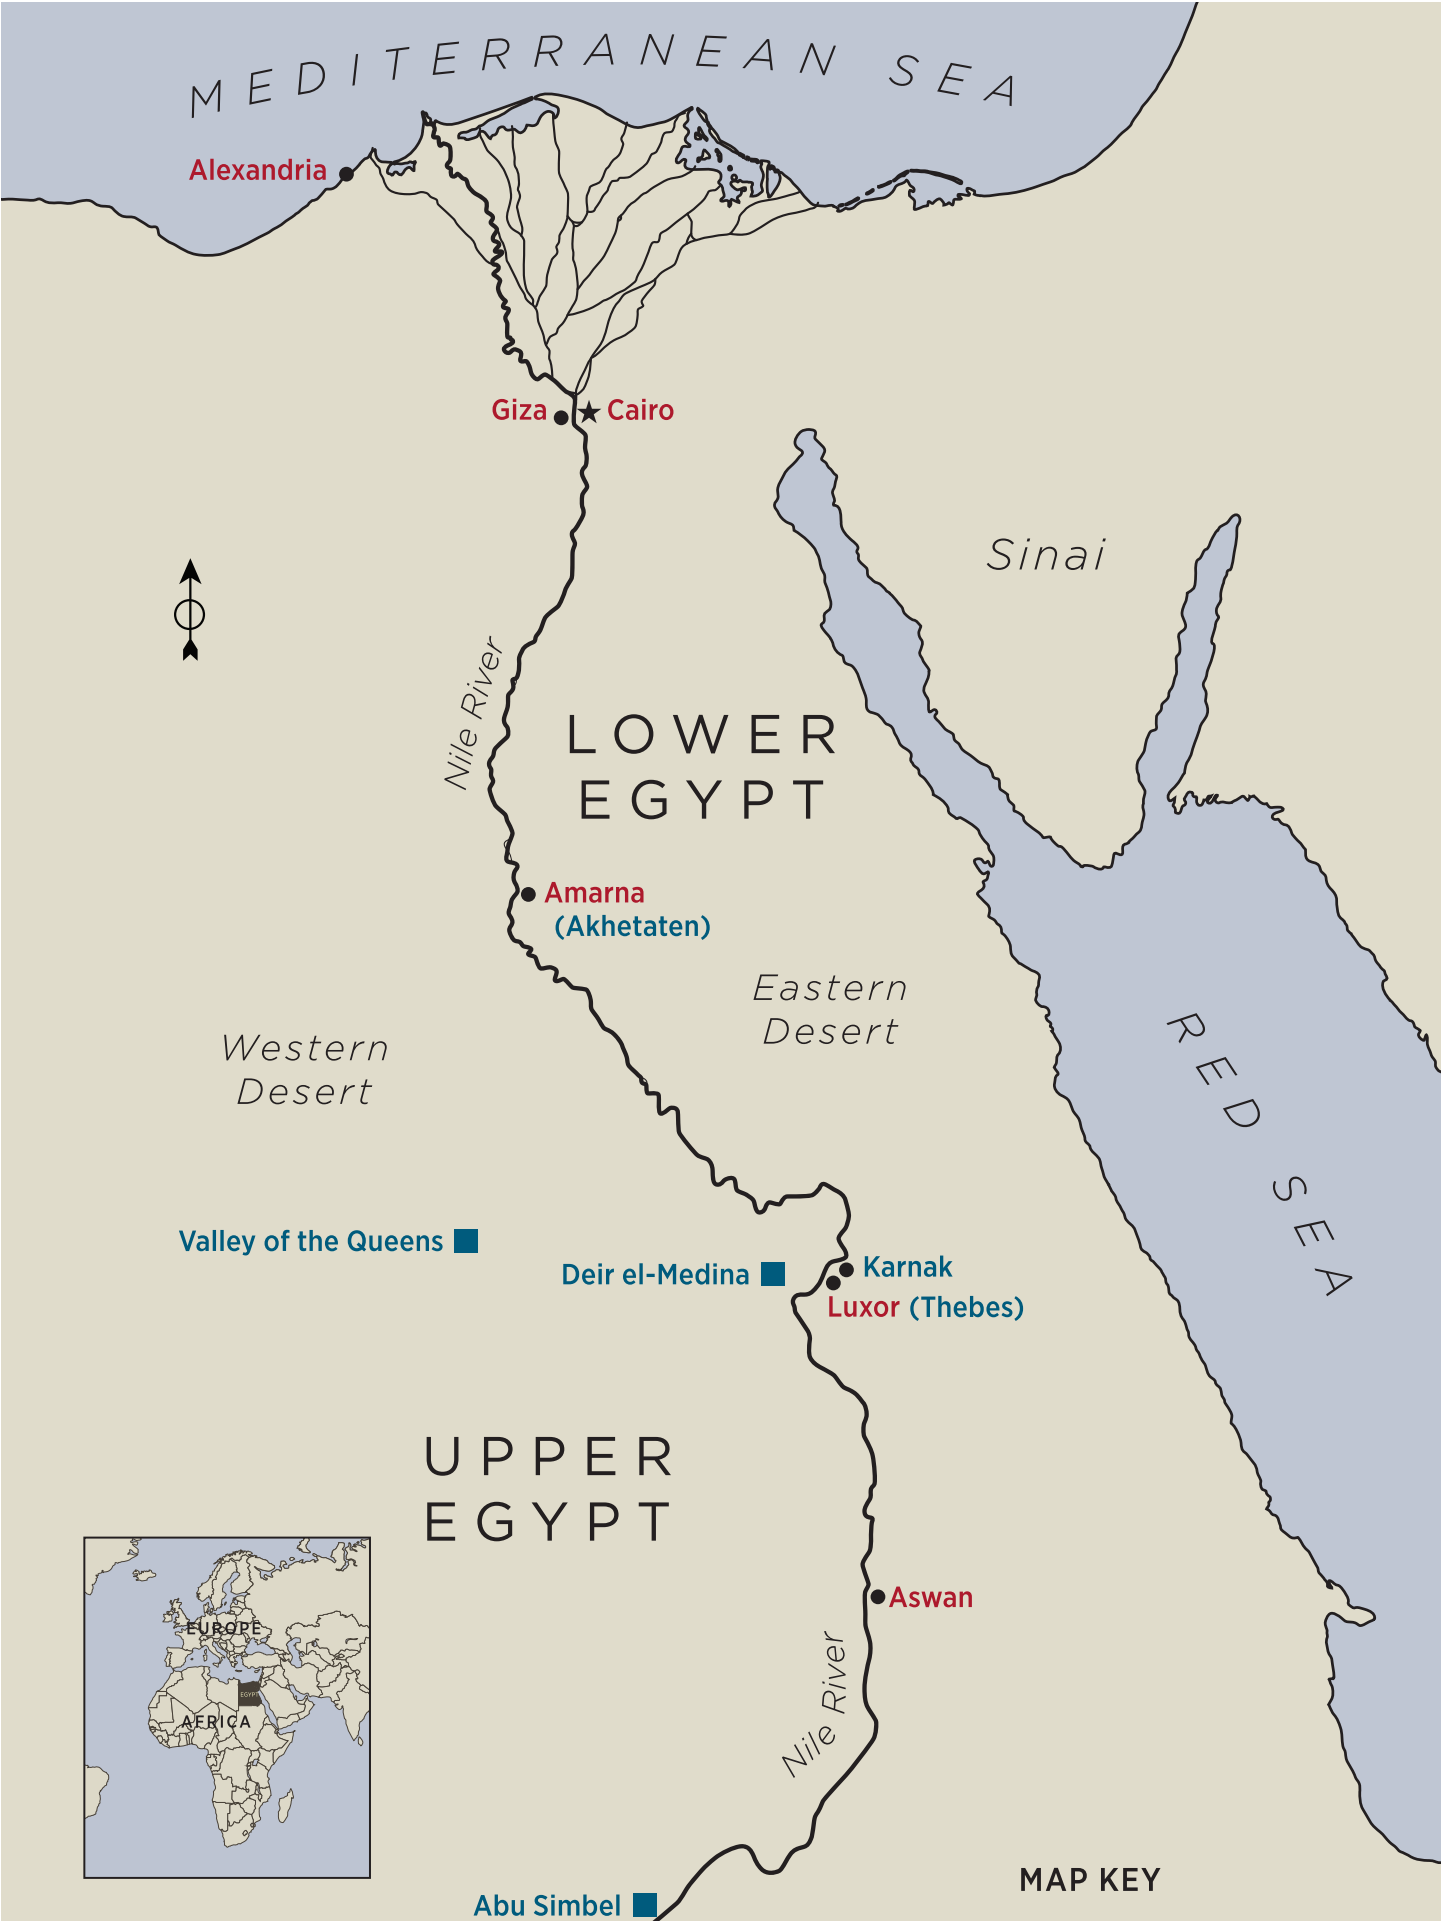 MEDITERRANEAN SEA
Alexandria
Giza
Cairo
Sinai
Nile River
LOWER
EGYPT
Amarna
(Akhetaten)
Eastern
Desert
Western
Desert
RED SEA
Valley of the Queens
Deir el-Medina
Karnak
Luxor (Thebes)
UPPER
EGYPT
Aswan
Nile River
EUROPE
EGYPT
AFRICA
MAP KEY
Abu Simbel